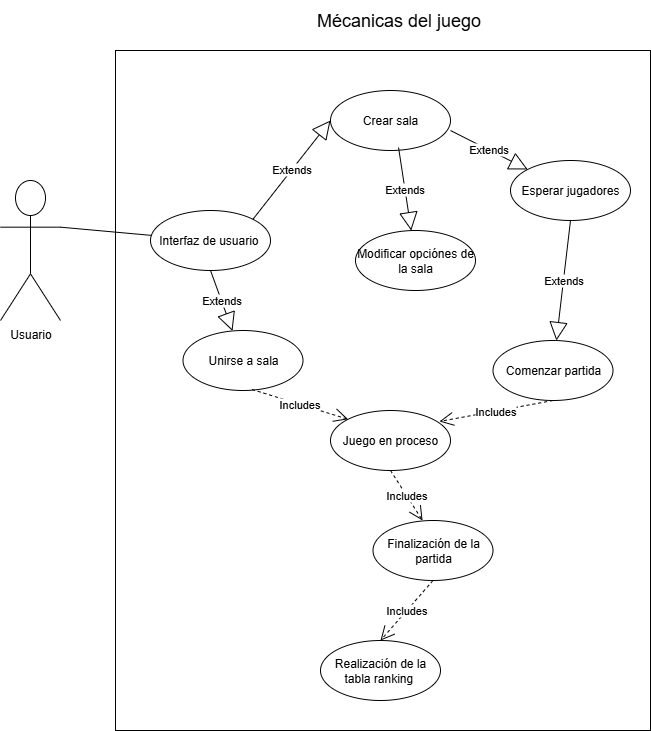 Mécanicas del juego
Crear sala
Extends
Extends
Esperar jugadores
Extends
Interfaz de usuario
Modificar opciónes de
la sala
Usuario
Extends
Extends
Unirse a sala
Comenzar partida
Includes
Includes
Juego en proceso
Includes
Finalización de la
partida
Includes
Realización de la
tabla ranking